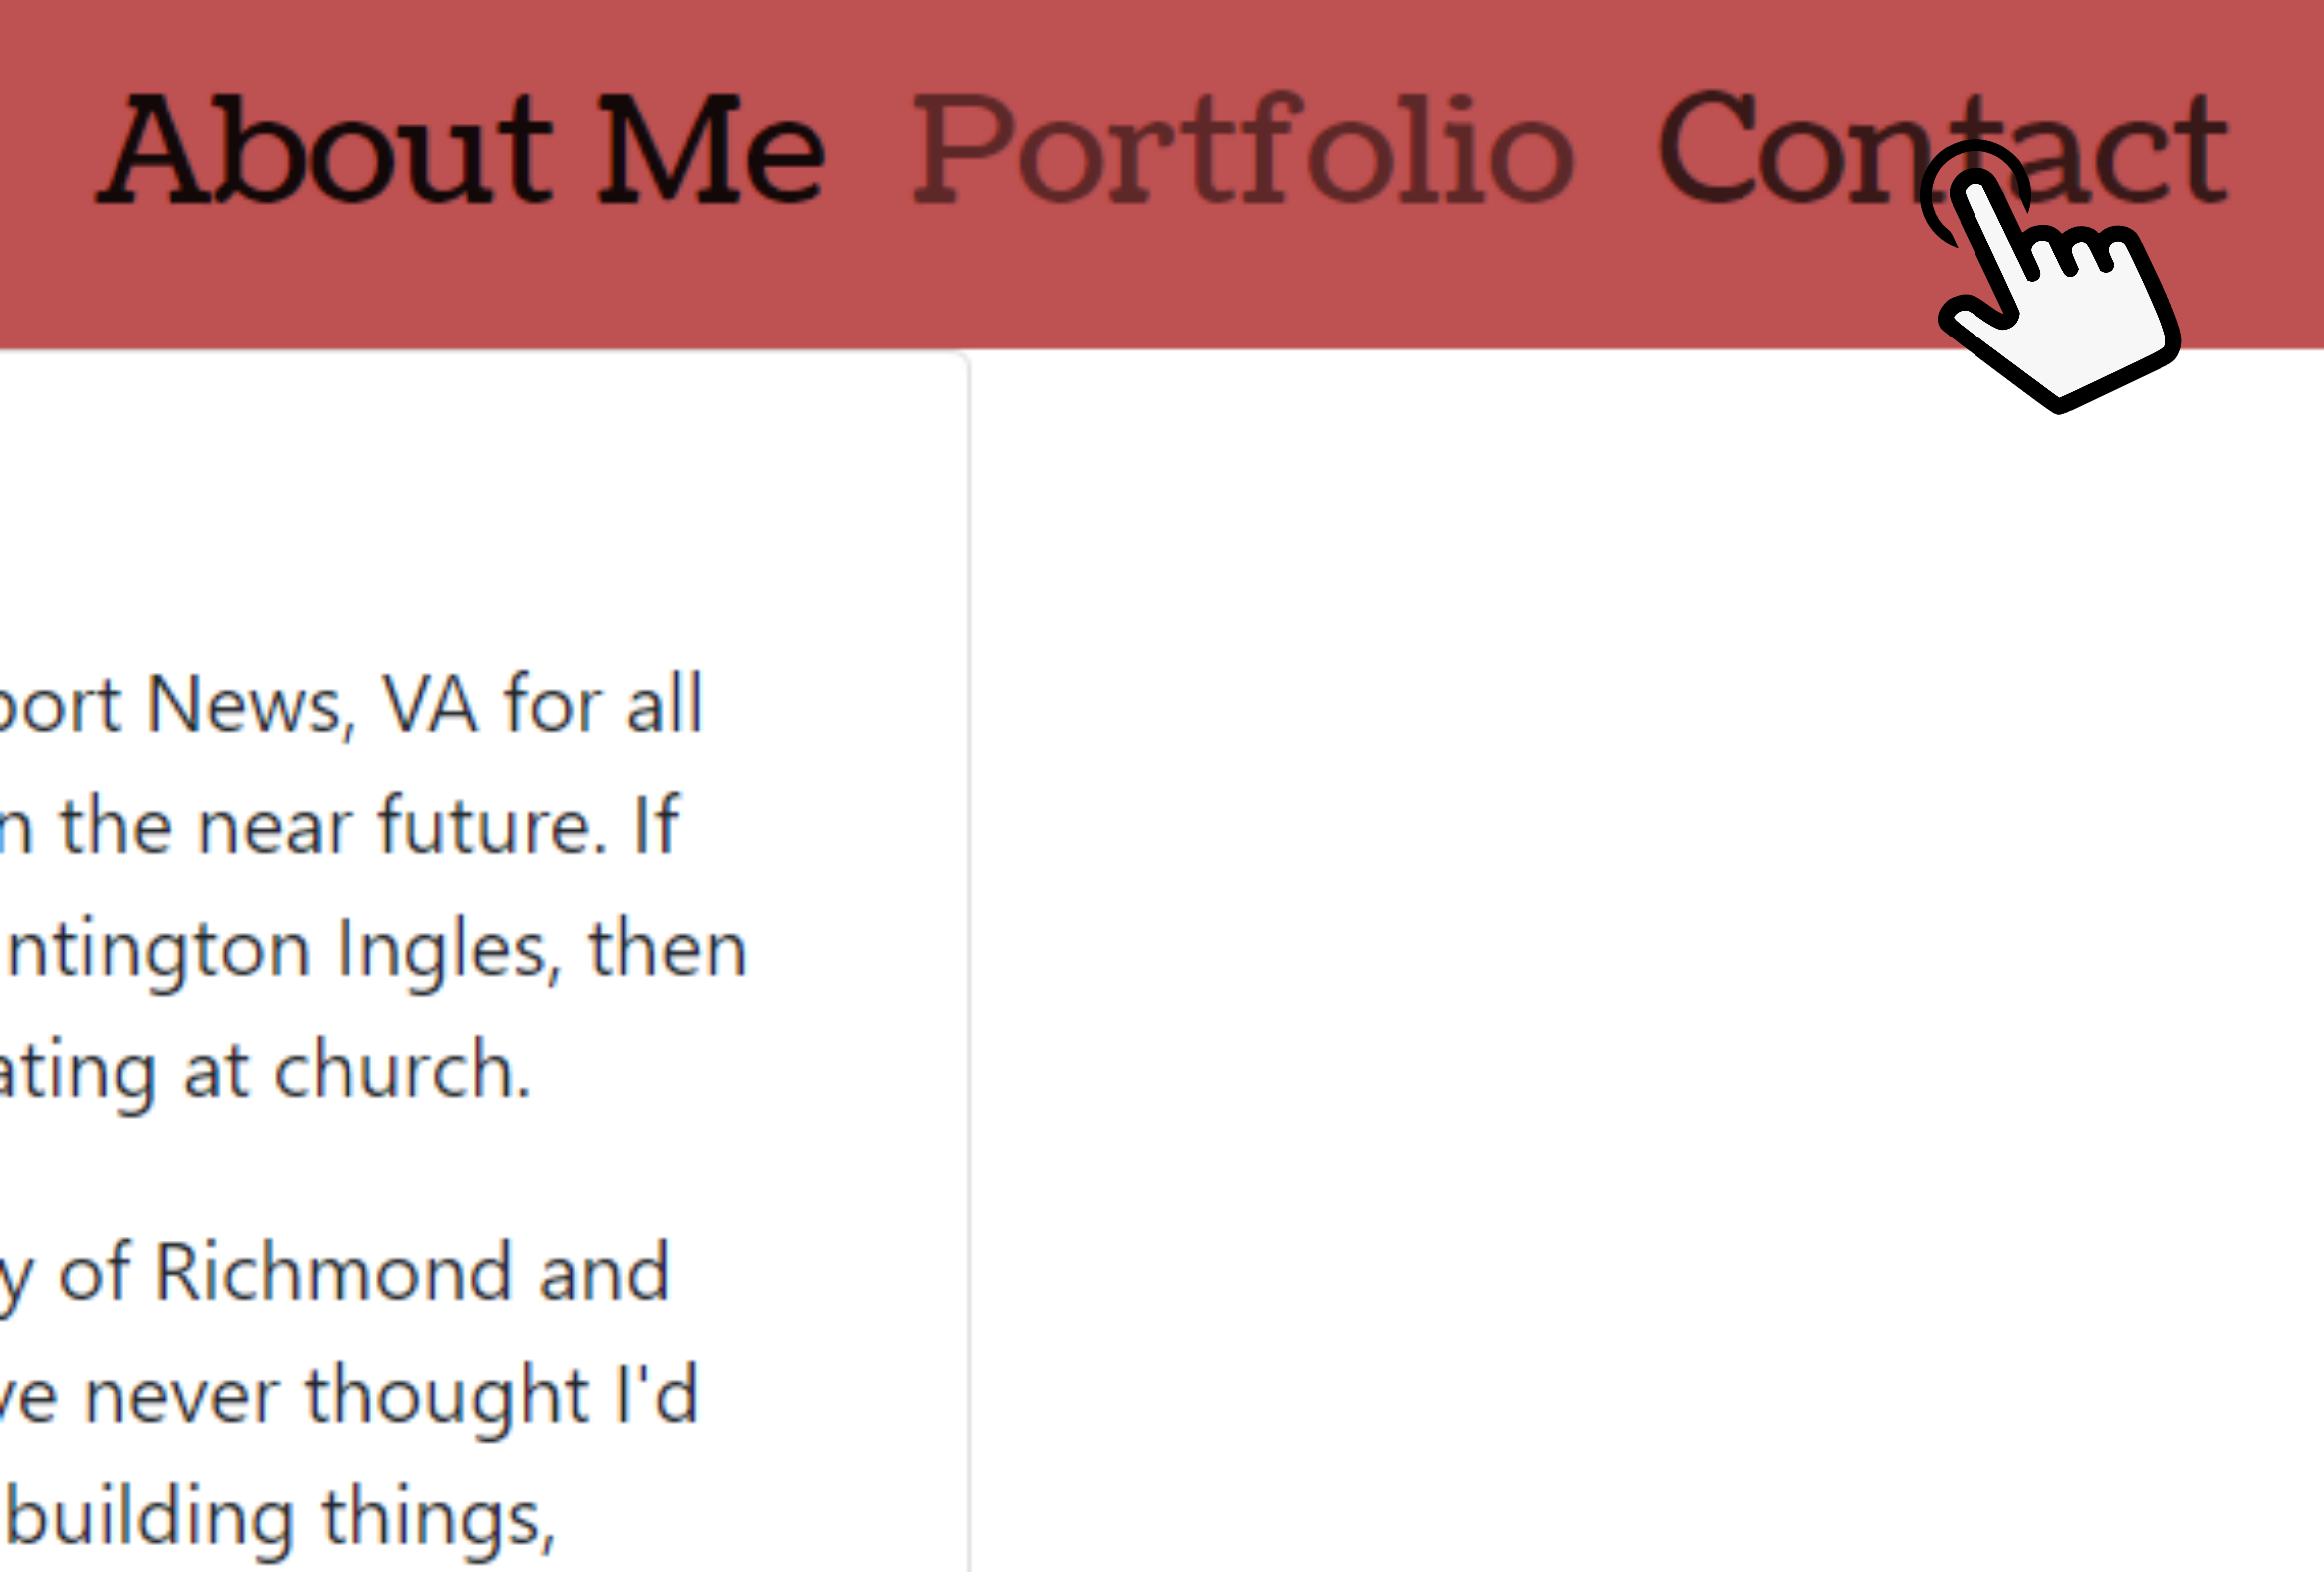 About Me Portfolio Contact
port News, VA for all
the near future. If
ntington Ingles, then
ating at church.
of Richmond and
never thought I'd
building things,